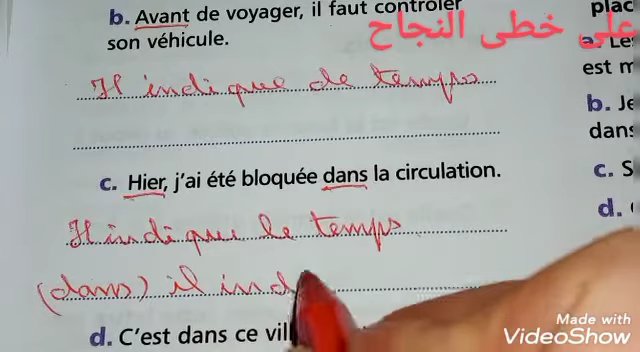 b. Avant de voyager, il faut contrôler
son véhicule.
Il indique de temps
c. Hier, j'ai été bloquée dans la circulation.
Il indique le temps
(dans) il ind
d. C'est dans ce vil
plac
a. Le
est m
b. Je
dans
c. S
d.
على خطى النجاح
Made with
VideoShow